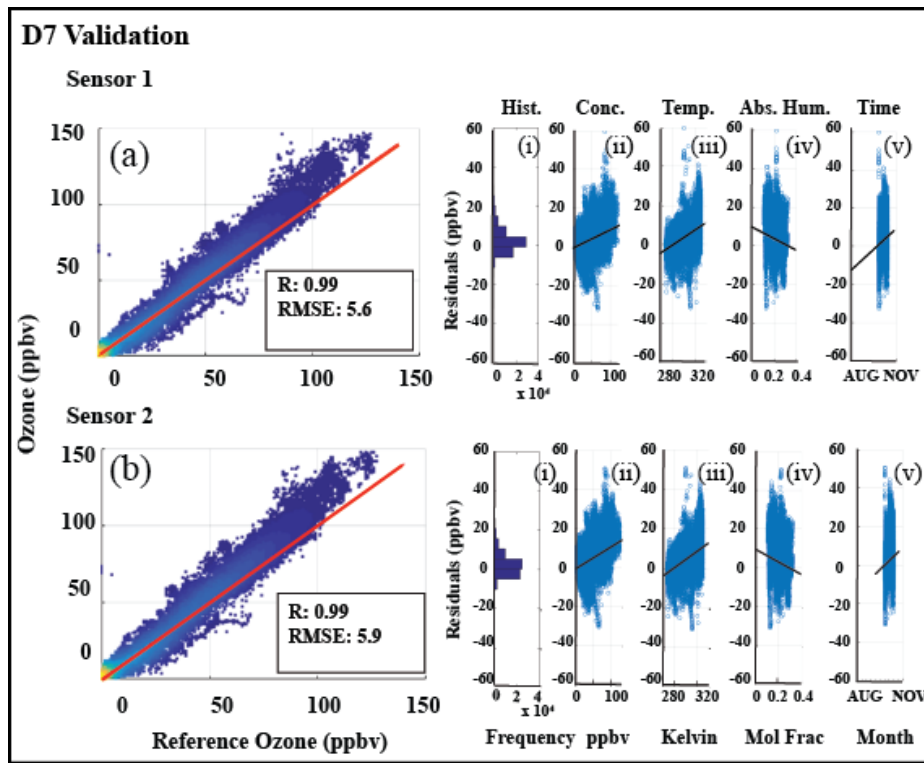 D7 Validation
Sensor 1
Hist. Conc. Temp. Abs. Hum. Time
150 100 50 0
(a)
R: 0.99
RMSE: 5.6
0 50 100 150
Residuals (ppbv)
60 40 20 0 -20 -40 -60
(i)
0 2 4
x 10⁴
60 40 20 0 -20 -40 -60
(ii)
0 100
60 40 20 0 -20 -40 -60
(iii)
280 320
60 40 20 0 -20 -40 -60
(iv)
0 0.2 0.4
60 40 20 0 -20 -40 -60
(v)
AUG NOV
Ozone (ppbv)
Sensor 2
150 100 50 0
(b)
R: 0.99
RMSE: 5.9
0 50 100 150
Residuals (ppbv)
60 40 20 0 -20 -40 -60
(i)
0 2 4
x 10⁴
60 40 20 0 -20 -40 -60
(ii)
0 100
60 40 20 0 -20 -40 -60
(iii)
280 320
60 40 20 0 -20 -40 -60
(iv)
0 0.2 0.4
60 40 20 0 -20 -40 -60
(v)
AUG NOV
Reference Ozone (ppbv)
Frequency ppbv Kelvin Mol Frac Month